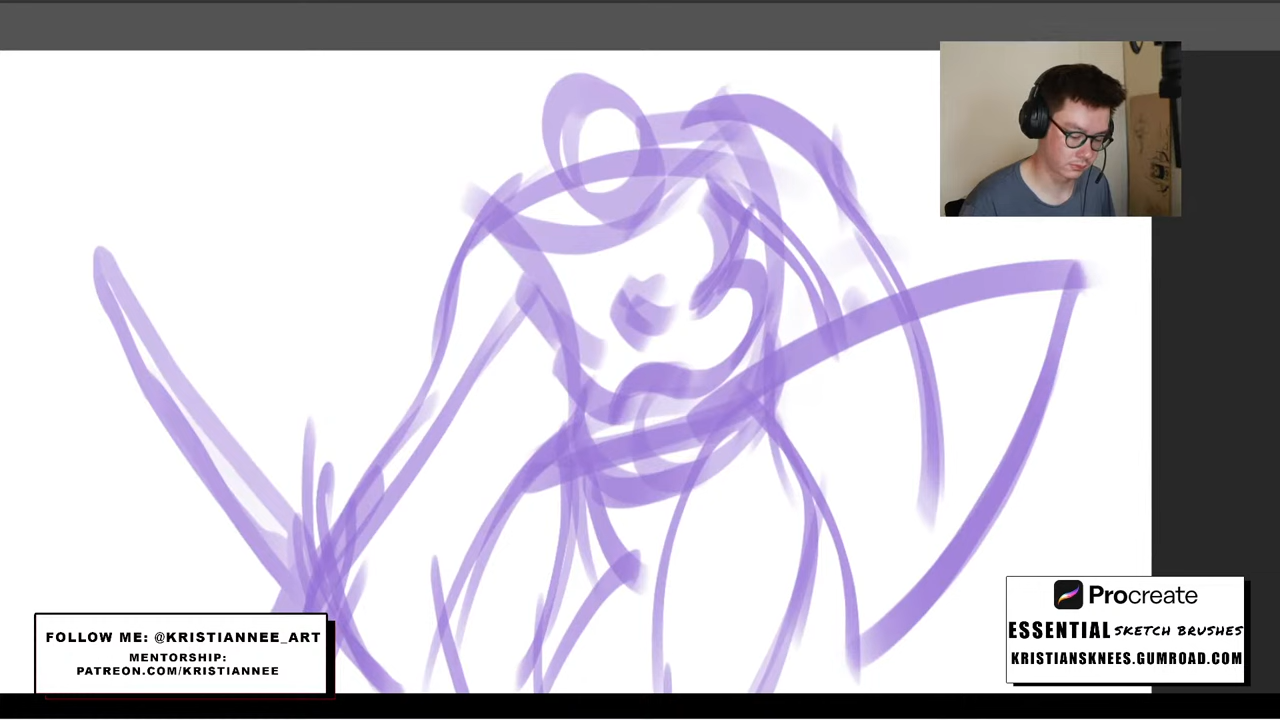 FOLLOW ME: @KRISTIANNEE_ART
MENTORSHIP:
PATREON.COM/KRISTIANNEE
Procreate
ESSENTIAL SKETCH BRUSHES
KRISTIANSKNEES.GUMROAD.COM